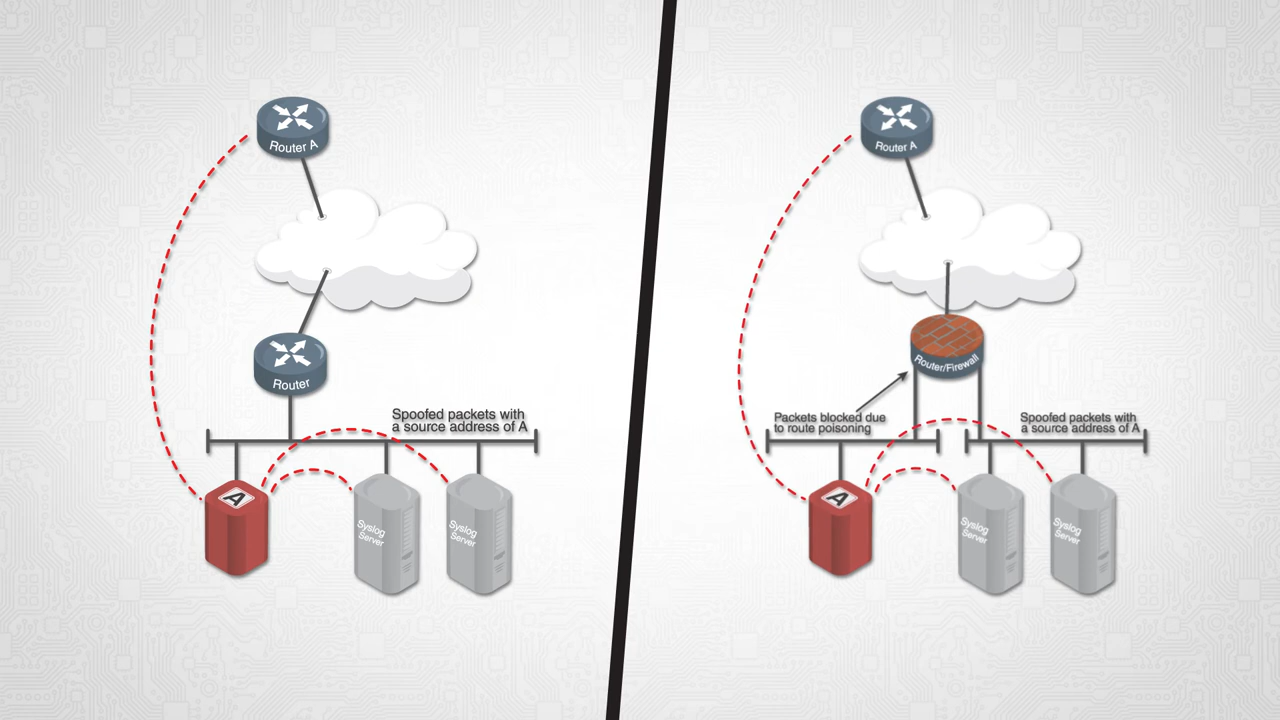 Router A
Router
Spoofed packets with
a source address of A
A
Syslog
Server
Syslog
Server
Router A
Router/Firewall
Packets blocked due
to route poisoning
Spoofed packets with
a source address of A
A
Syslog
Server
Syslog
Server